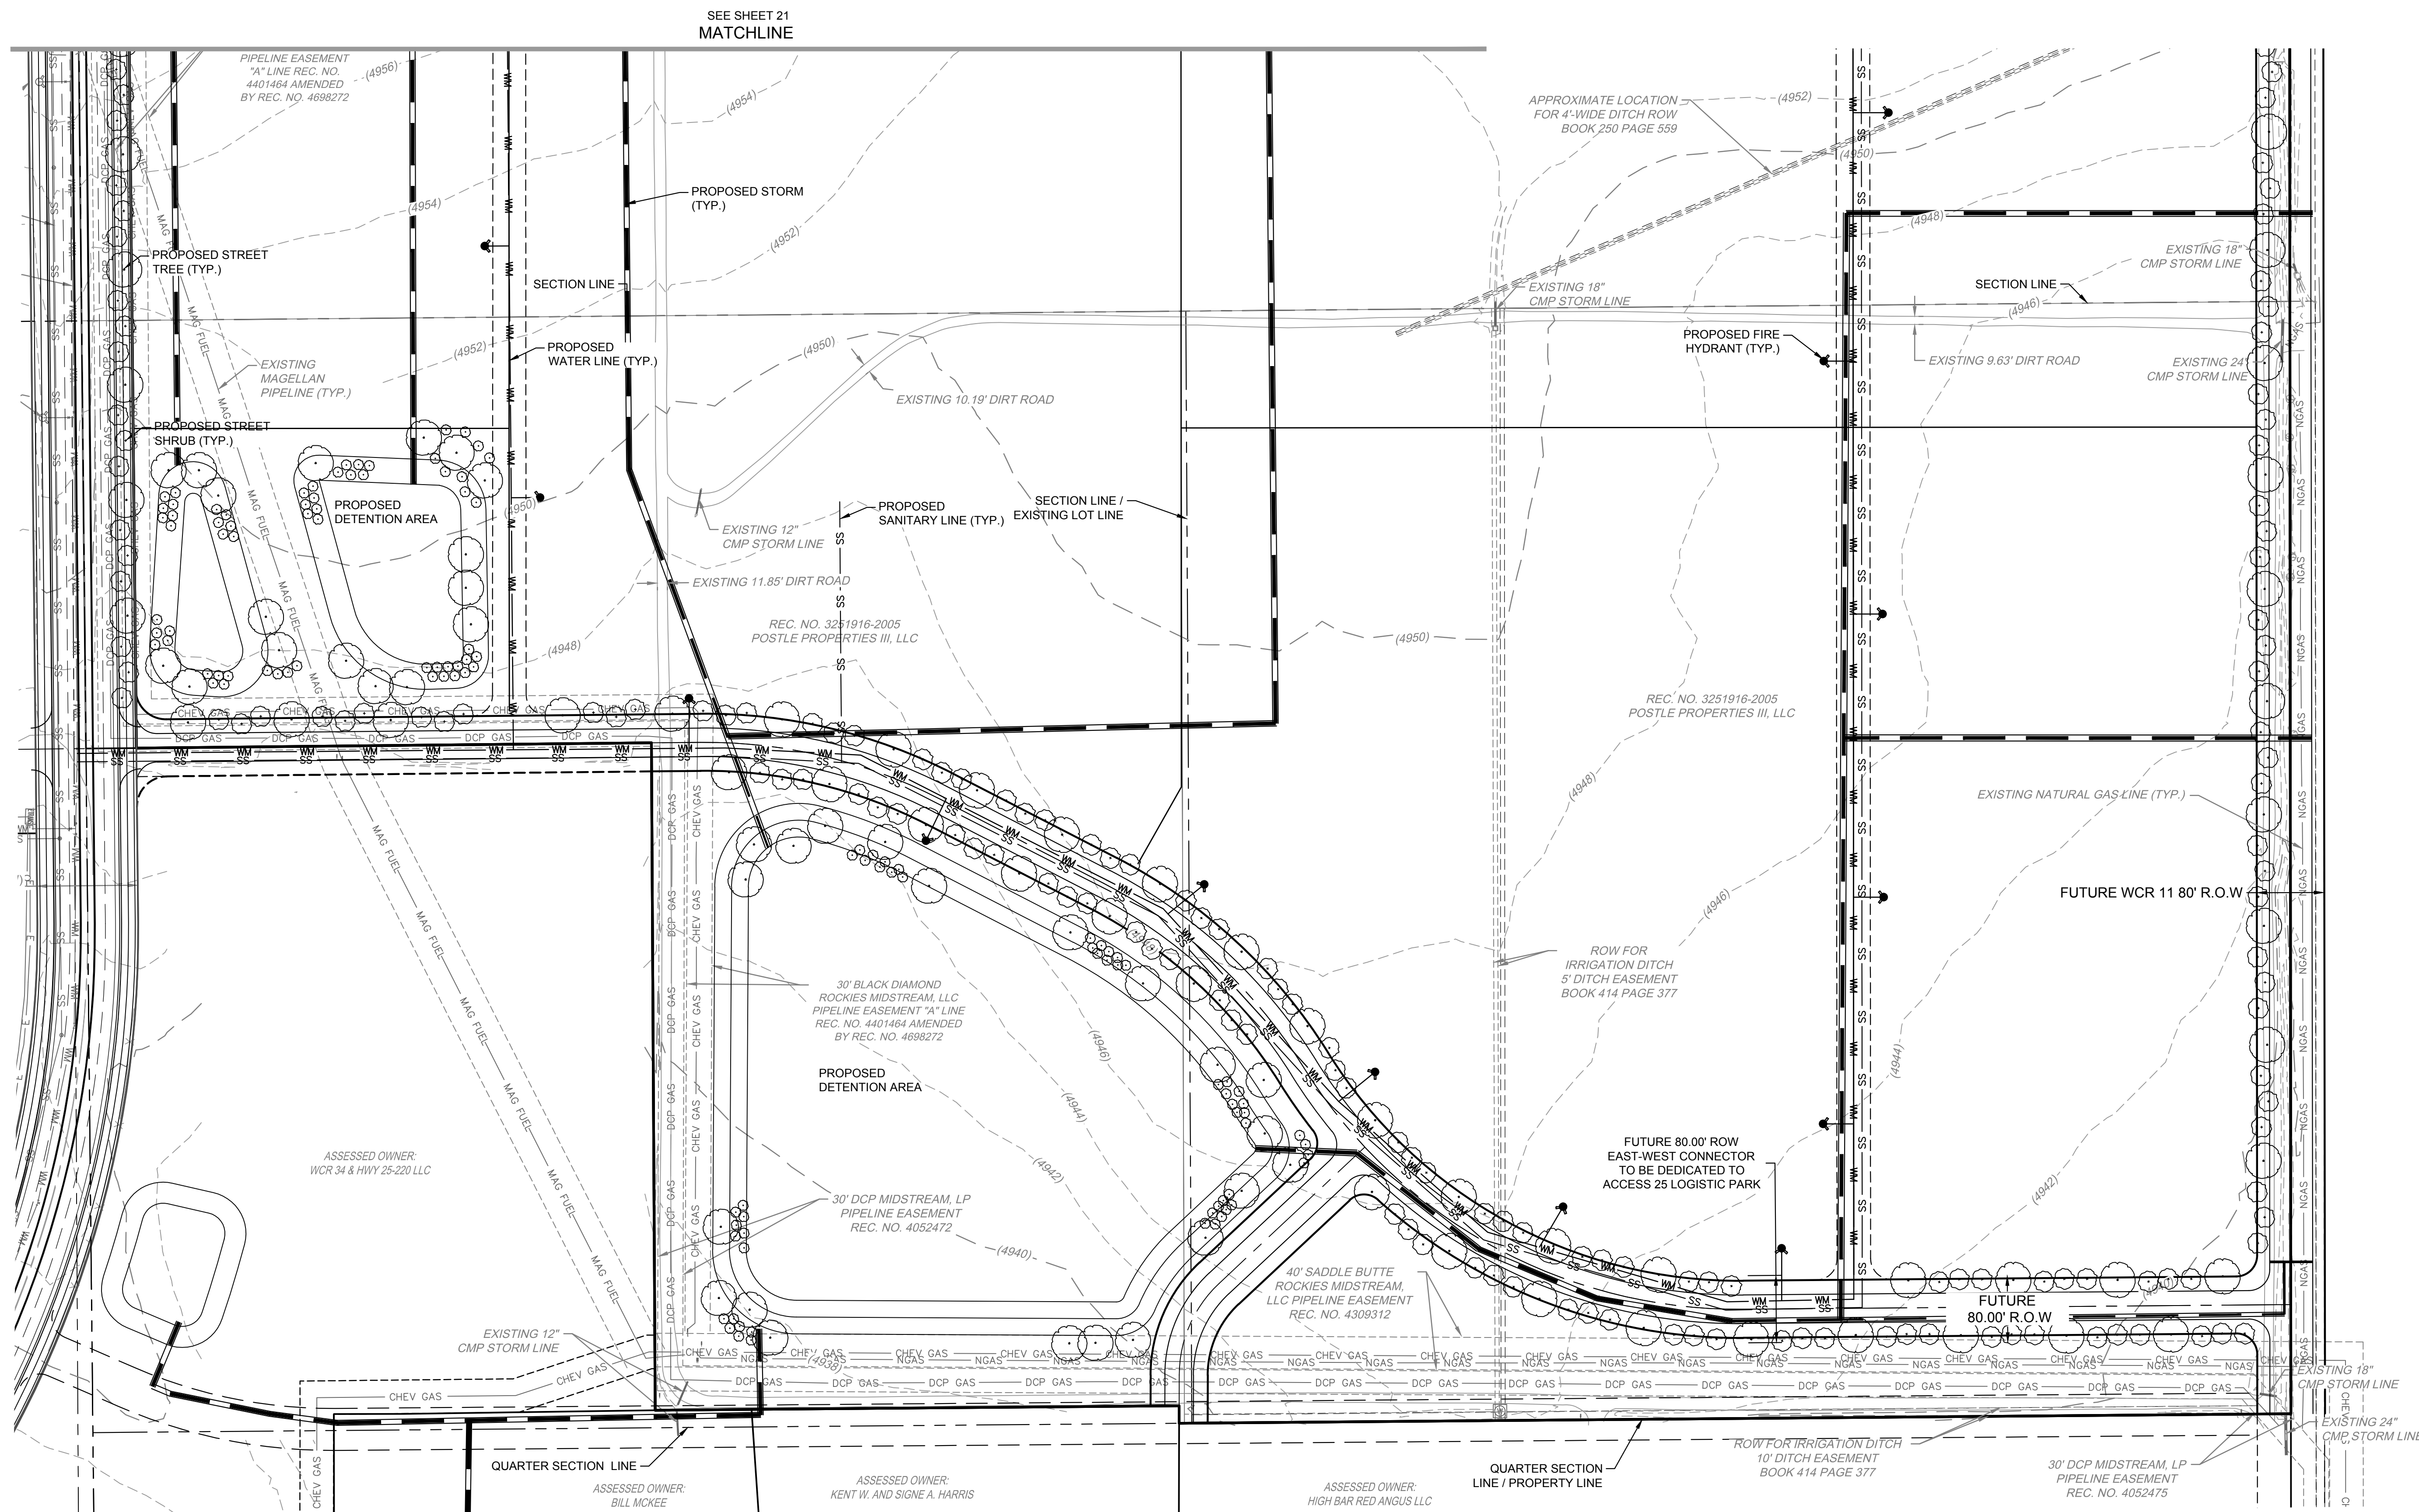 SEE SHEET 21
MATCHLINE
PIPELINE EASEMENT
"A" LINE REC. NO.
4401464 AMENDED
BY REC. NO. 4698272
(4956)
(4954)
APPROXIMATE LOCATION
FOR 4'-WIDE DITCH ROW
BOOK 250 PAGE 559
(4952)
(4950)
PROPOSED STORM
(TYP.)
(4954)
(4952)
(4948)
PROPOSED STREET
TREE (TYP.)
SECTION LINE
EXISTING 18"
CMP STORM LINE
SECTION LINE
EXISTING 18"
CMP STORM LINE
(4946)
PROPOSED FIRE
HYDRANT (TYP.)
EXISTING 9.63' DIRT ROAD
EXISTING 24"
CMP STORM LINE
EXISTING
MAGELLAN
PIPELINE (TYP.)
(4952)
PROPOSED
WATER LINE (TYP.)
(4950)
EXISTING 10.19' DIRT ROAD
PROPOSED STREET
SHRUB (TYP.)
PROPOSED
DETENTION AREA
(4950)
EXISTING 12"
CMP STORM LINE
PROPOSED
SANITARY LINE (TYP.)
SECTION LINE /
EXISTING LOT LINE
EXISTING 11.85' DIRT ROAD
REC. NO. 3251916-2005
POSTLE PROPERTIES III, LLC
(4948)
(4950)
REC. NO. 3251916-2005
POSTLE PROPERTIES III, LLC
CHEV GAS
DCP GAS
WM
SS
MAG FUEL
NGAS
(4948)
EXISTING NATURAL GAS LINE (TYP.)
FUTURE WCR 11 80' R.O.W
(4946)
ROW FOR
IRRIGATION DITCH
5' DITCH EASEMENT
BOOK 414 PAGE 377
30' BLACK DIAMOND
ROCKIES MIDSTREAM, LLC
PIPELINE EASEMENT "A" LINE
REC. NO. 4401464 AMENDED
BY REC. NO. 4698272
(4946)
(4944)
PROPOSED
DETENTION AREA
(4944)
(4942)
ASSESSED OWNER:
WCR 34 & HWY 25-220 LLC
FUTURE 80.00' ROW
EAST-WEST CONNECTOR
TO BE DEDICATED TO
ACCESS 25 LOGISTIC PARK
(4942)
30' DCP MIDSTREAM, LP
PIPELINE EASEMENT
REC. NO. 4052472
(4940)
40' SADDLE BUTTE
ROCKIES MIDSTREAM,
LLC PIPELINE EASEMENT
REC. NO. 4309312
FUTURE
80.00' R.O.W
EXISTING 12"
CMP STORM LINE
(4938)
EXISTING 18"
CMP STORM LINE
EXISTING 24"
CMP STORM LINE
QUARTER SECTION LINE
ASSESSED OWNER:
BILL MCKEE
ASSESSED OWNER:
KENT W. AND SIGNE A. HARRIS
ASSESSED OWNER:
HIGH BAR RED ANGUS LLC
QUARTER SECTION
LINE / PROPERTY LINE
ROW FOR IRRIGATION DITCH
10' DITCH EASEMENT
BOOK 414 PAGE 377
30' DCP MIDSTREAM, LP
PIPELINE EASEMENT
REC. NO. 4052475